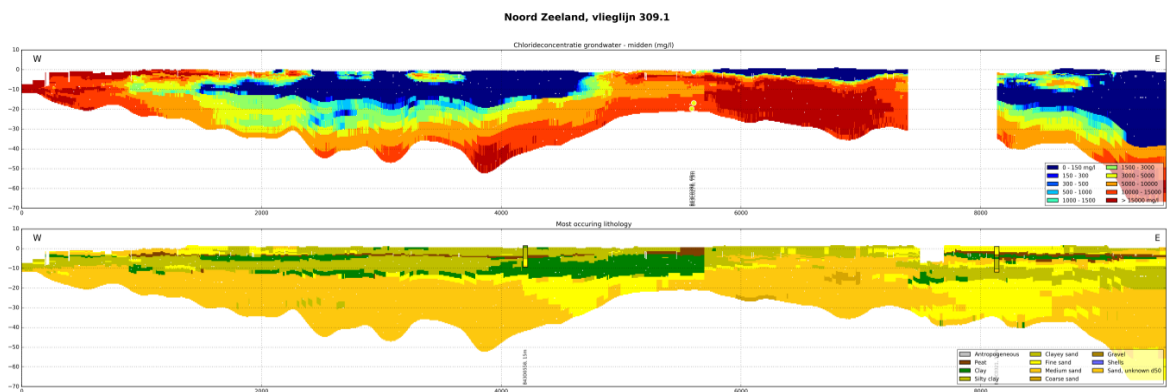 Noord Zeeland, vlieglijn 309.1
Chlorideconcentratie grondwater - midden (mg/l)
W
E
10
0
−10
−20
−30
−40
−50
−60
−70
0
2000
4000
6000
8000
0 - 150 mg/l
150 - 300
300 - 500
500 - 1000
1000 - 1500
1500 - 3000
3000 - 5000
5000 - 10000
10000 - 15000
> 15000 mg/l
Most occuring lithology
W
E
10
0
−10
−20
−30
−40
−50
−60
−70
0
2000
4000
6000
8000
Antropogeneous
Peat
Clay
Silty clay
Clayey sand
Fine sand
Medium sand
Coarse sand
Gravel
Shells
Sand, unknown d50